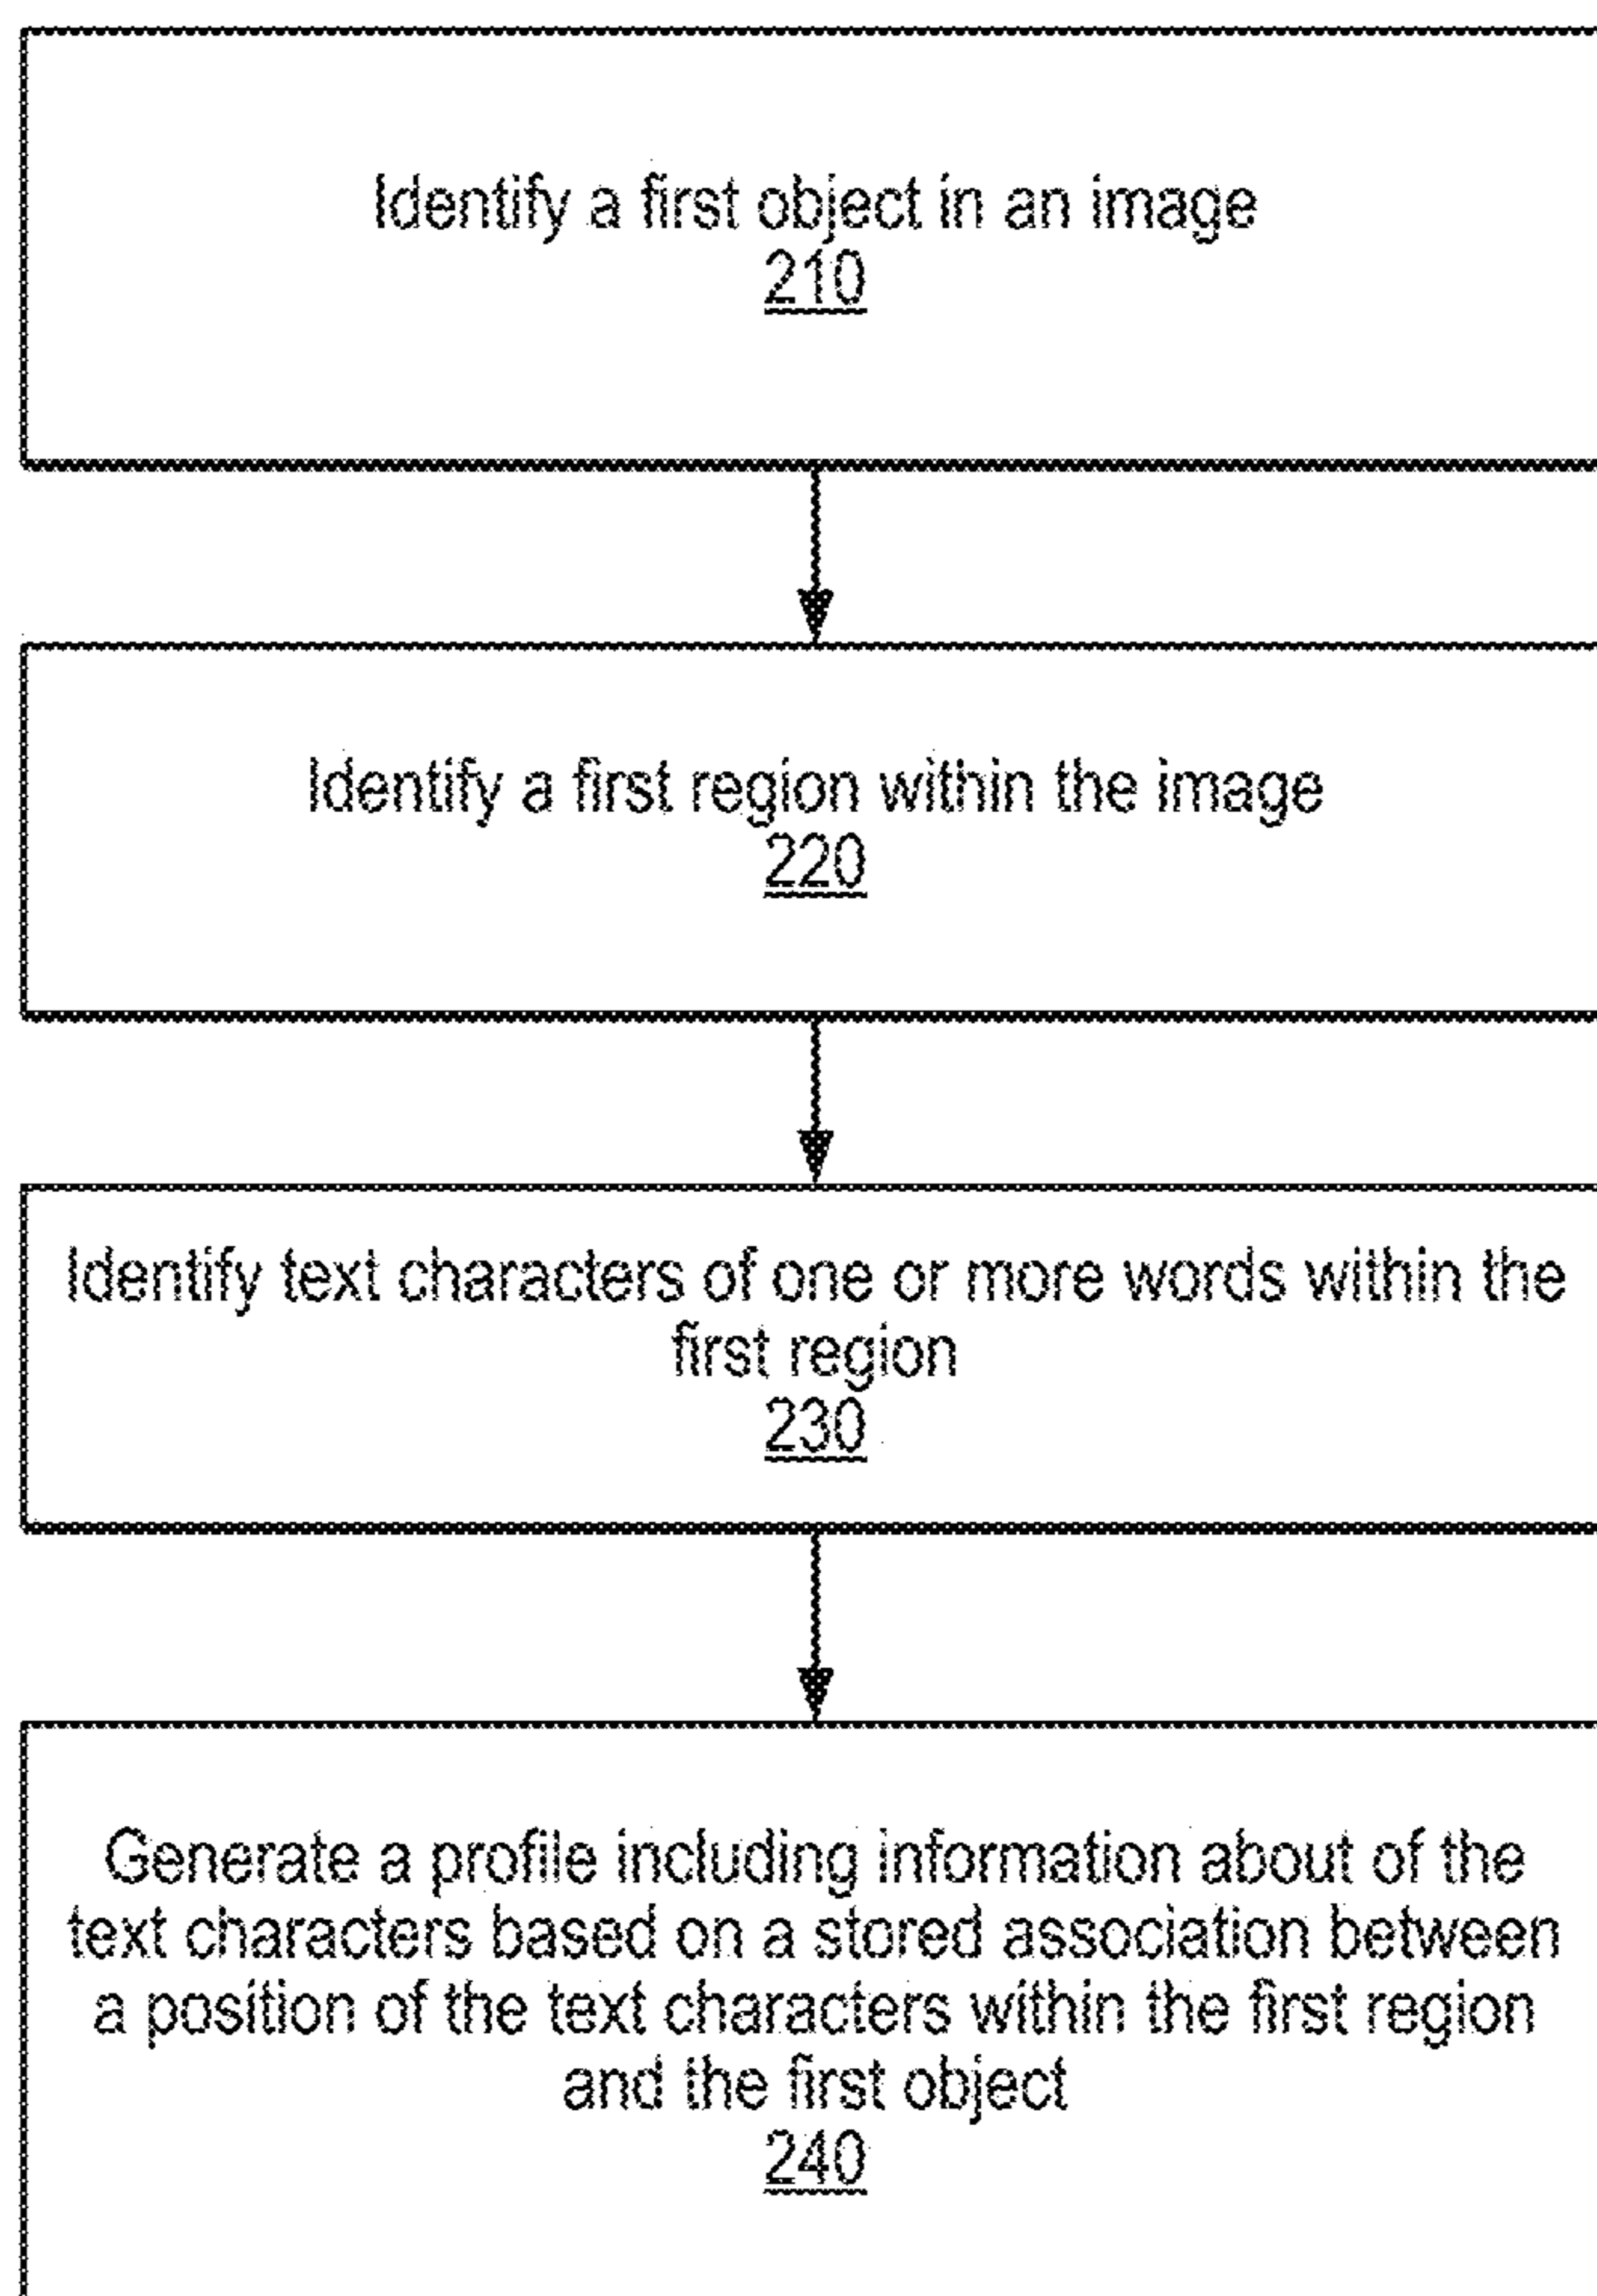 Identify a first object in an image
210
Identify a first region within the image
220
Identify text characters of one or more words within the
first region
230
Generate a profile including information about of the
text characters based on a stored association between
a position of the text characters within the first region
and the first object
240